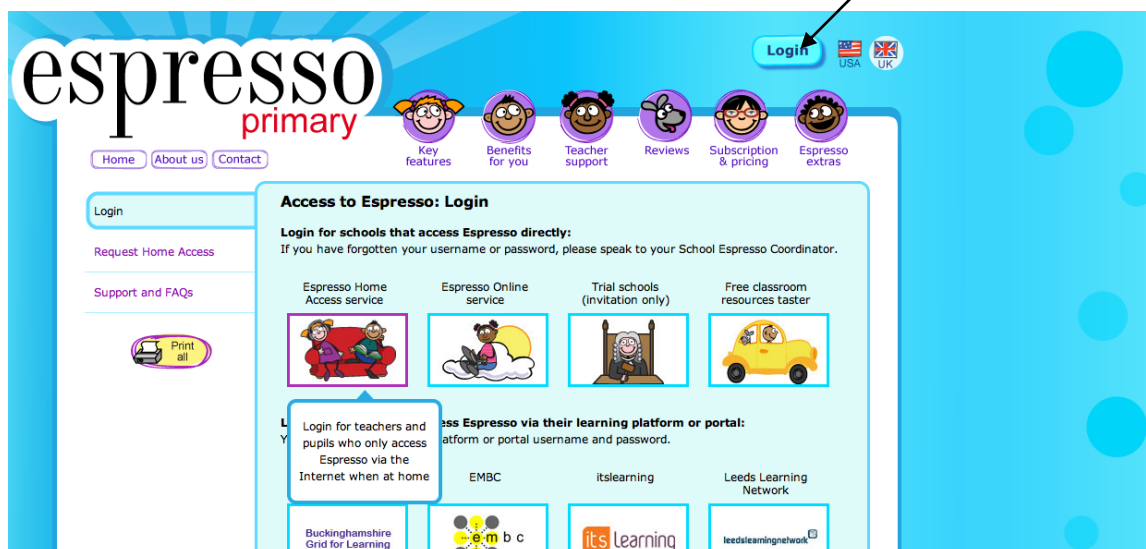 espresso
primary
Login
USA
UK
Key
features
Benefits
for you
Teacher
support
Reviews
Subscription
& pricing
Espresso
extras
Home
About us
Contact
Login
Request Home Access
Support and FAQs
Print
all
Access to Espresso: Login
Login for schools that access Espresso directly:
If you have forgotten your username or password, please speak to your School Espresso Coordinator.
Espresso Home
Access service
Espresso Online
service
Trial schools
(invitation only)
Free classroom
resources taster
Login for teachers and
pupils who only access
Espresso via the
Internet when at home
L ess Espresso via their learning platform or portal:
Y atform or portal username and password.
EMBC
itslearning
Leeds Learning
Network
Buckinghamshire
Grid for Learning
embc
its learning
leedslearningnetwork